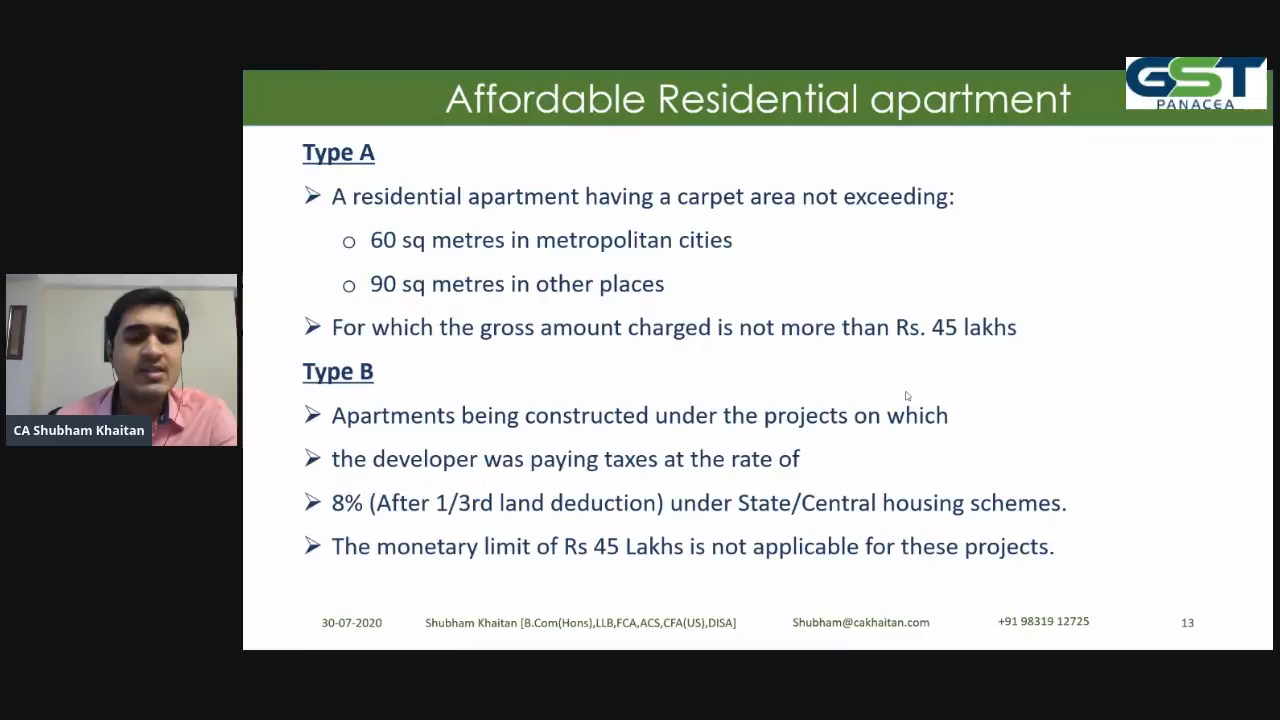 Affordable Residential apartment
GST
PANACEA
Type A
➢ A residential apartment having a carpet area not exceeding:
o 60 sq metres in metropolitan cities
o 90 sq metres in other places
➢ For which the gross amount charged is not more than Rs. 45 lakhs
Type B
➢ Apartments being constructed under the projects on which
➢ the developer was paying taxes at the rate of
➢ 8% (After 1/3rd land deduction) under State/Central housing schemes.
➢ The monetary limit of Rs 45 Lakhs is not applicable for these projects.
CA Shubham Khaitan
30-07-2020 Shubham Khaitan [B.Com(Hons),LLB,FCA,ACS,CFA(US),DISA] Shubham@cakhaitan.com +91 98319 12725 13